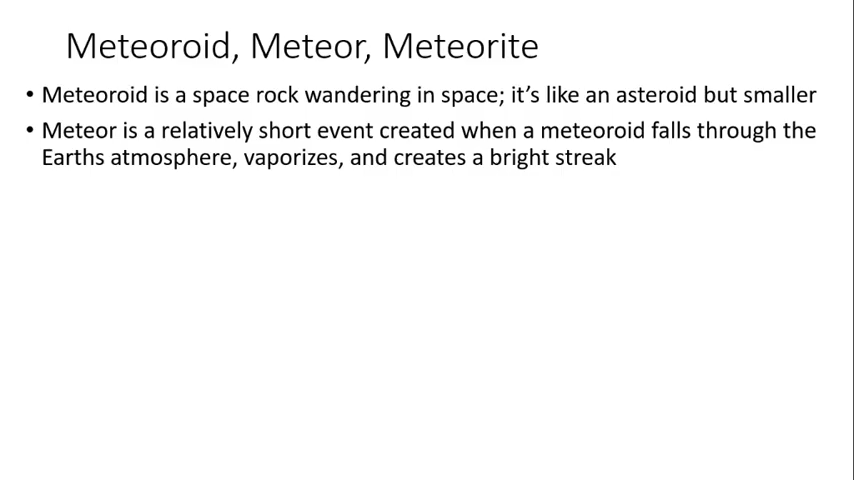 Meteoroid, Meteor, Meteorite
• Meteoroid is a space rock wandering in space; it’s like an asteroid but smaller
• Meteor is a relatively short event created when a meteoroid falls through the
Earths atmosphere, vaporizes, and creates a bright streak